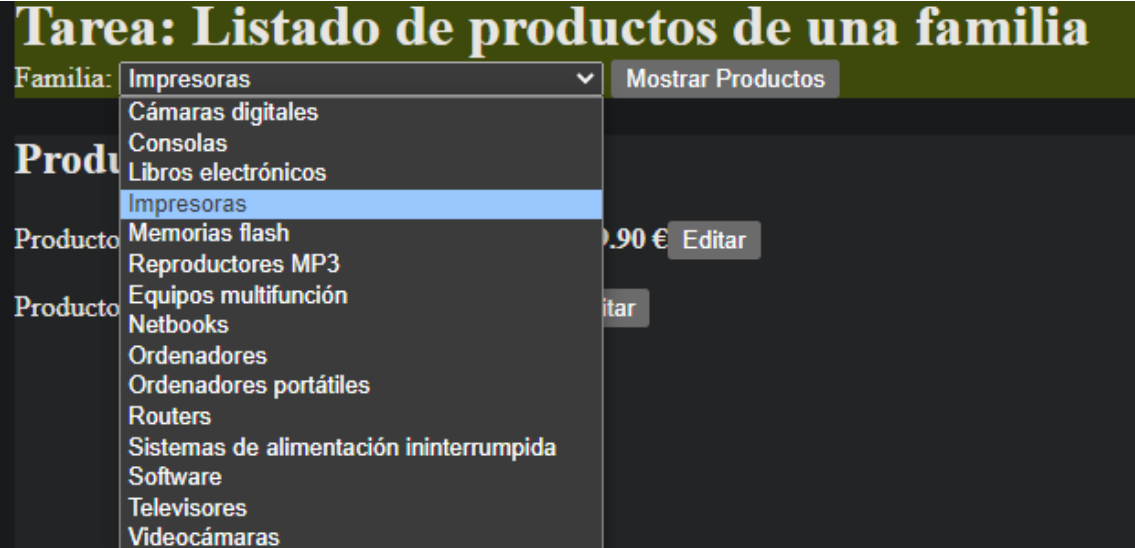 Tarea: Listado de productos de una familia
Familia: Impresoras Mostrar Productos
Cámaras digitales
Consolas
Libros electrónicos
Impresoras
Memorias flash
Reproductores MP3
Equipos multifunción
Netbooks
Ordenadores
Ordenadores portátiles
Routers
Sistemas de alimentación ininterrumpida
Software
Televisores
Videocámaras
Produ
Producto 9.90 € Editar
Producto itar